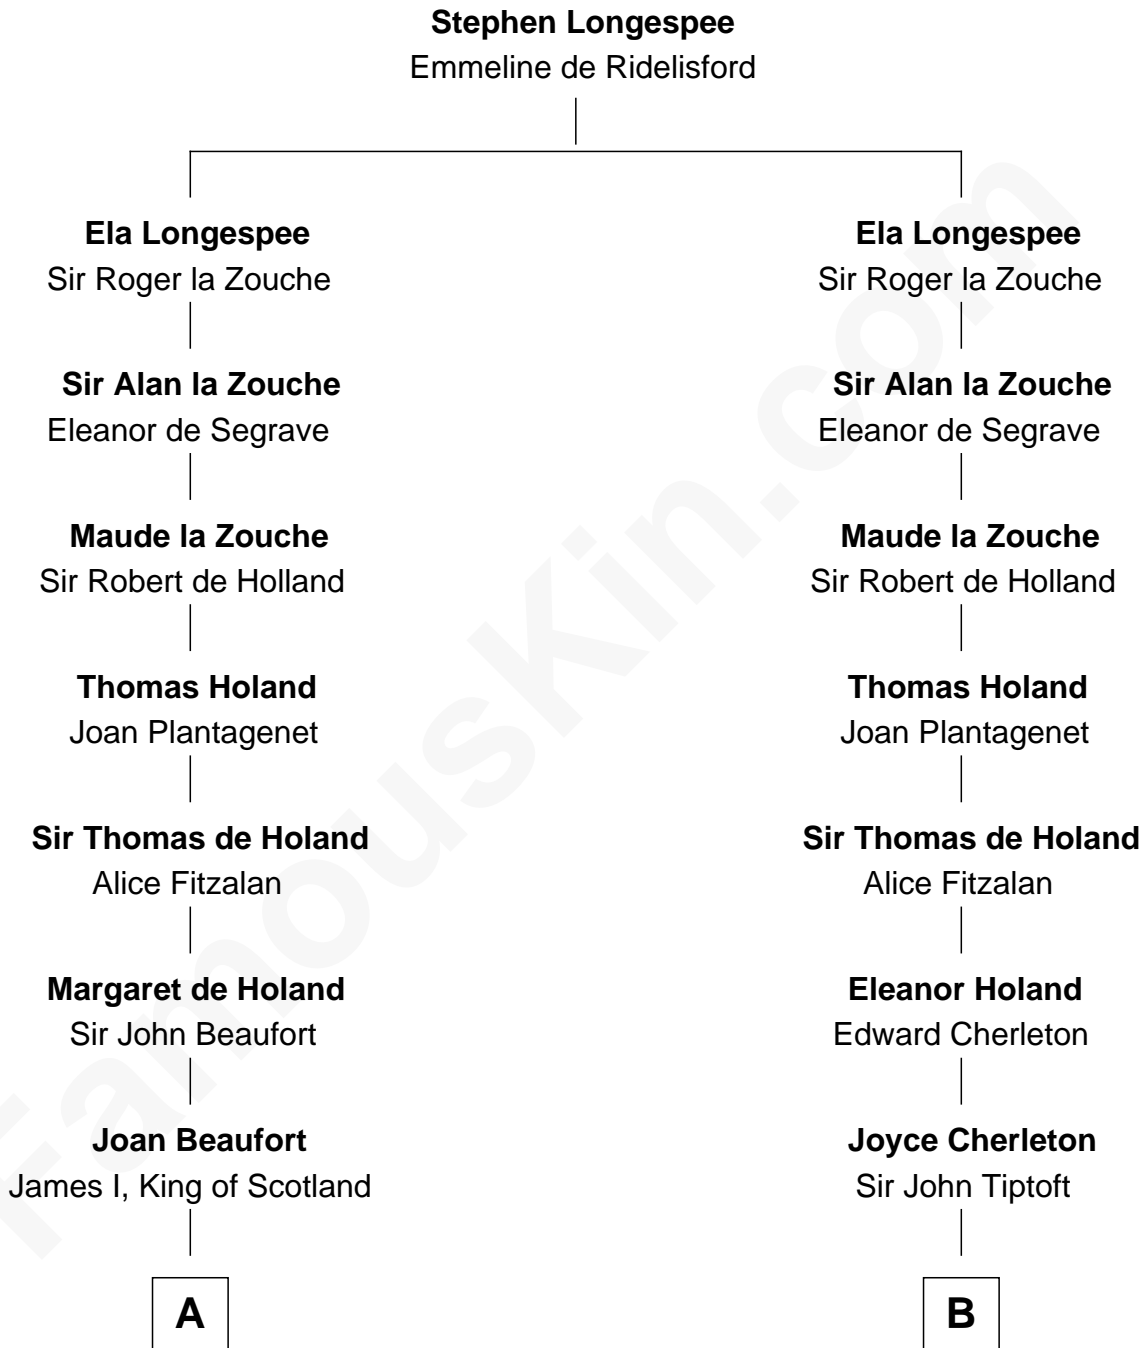 Stephen Longespee
Emmeline de Ridelisford
Ela Longespee
Sir Roger la Zouche
Ela Longespee
Sir Roger la Zouche
Sir Alan la Zouche
Eleanor de Segrave
Sir Alan la Zouche
Eleanor de Segrave
Maude la Zouche
Sir Robert de Holland
Maude la Zouche
Sir Robert de Holland
Thomas Holand
Joan Plantagenet
Thomas Holand
Joan Plantagenet
Sir Thomas de Holand
Alice Fitzalan
Sir Thomas de Holand
Alice Fitzalan
Margaret de Holand
Sir John Beaufort
Eleanor Holand
Edward Cherleton
Joan Beaufort
James I, King of Scotland
Joyce Cherleton
Sir John Tiptoft
A
B
FamousKin.com